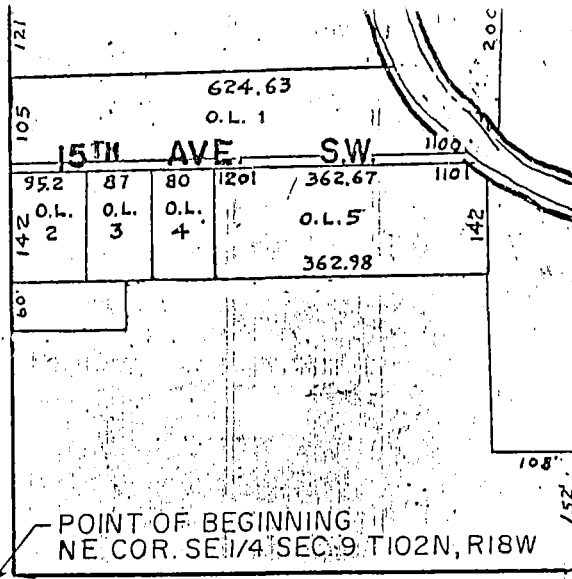 121
200
624.63
O.L. 1
105
15TH AVE. S.W.
1100
95.2 87 80 1201 362.67 1101
O.L. 2
O.L. 3
O.L. 4
O.L. 5
142
142
362.98
60'
108'
152'
POINT OF BEGINNING
NE. COR. SE 1/4 SEC. 9 T102N, R18W